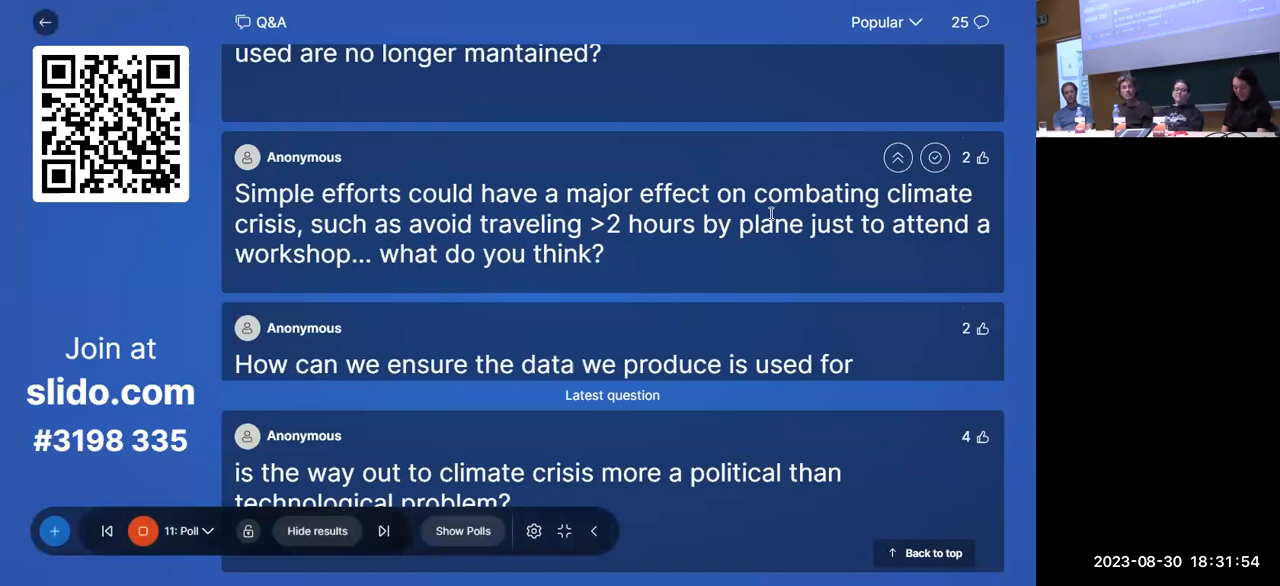 Q&A
Popular
25
used are no longer mantained?
Anonymous
2
Simple efforts could have a major effect on combating climate
crisis, such as avoid traveling >2 hours by plane just to attend a
workshop... what do you think?
Anonymous
2
How can we ensure the data we produce is used for
Latest question
Anonymous
4
is the way out to climate crisis more a political than
technological problem?
Join at
slido.com
#3198 335
11: Poll
Hide results
Show Polls
Back to top
2023-08-30 18:31:54